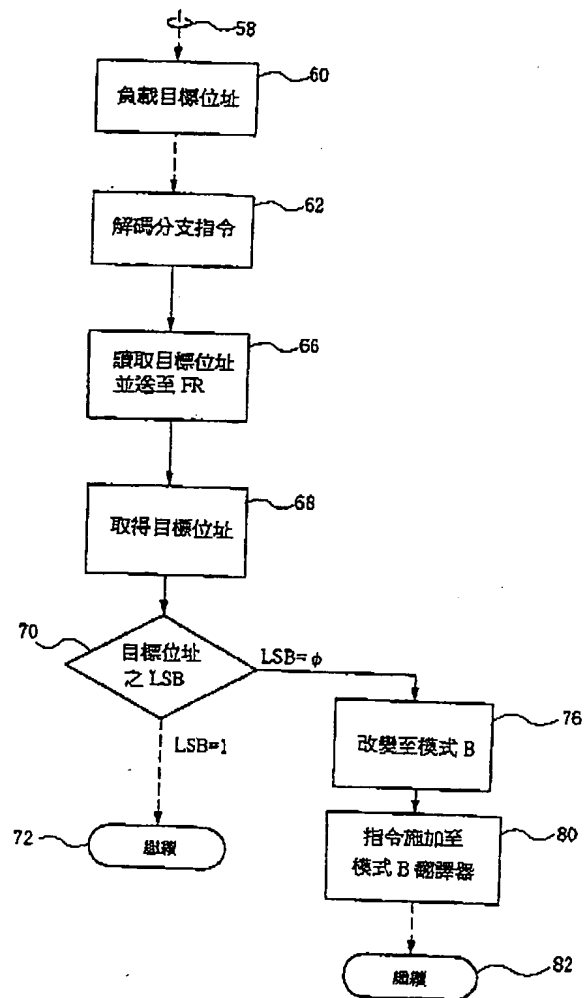 58
60
負載目標位址
62
解碼分支指令
66
讀取目標位址
並送至 FR
68
取得目標位址
70
目標位址
之 LSB
LSB=φ
LSB=1
76
改變至模式 B
72
繼續
80
指令施加至
模式 B 翻譯器
繼續
82